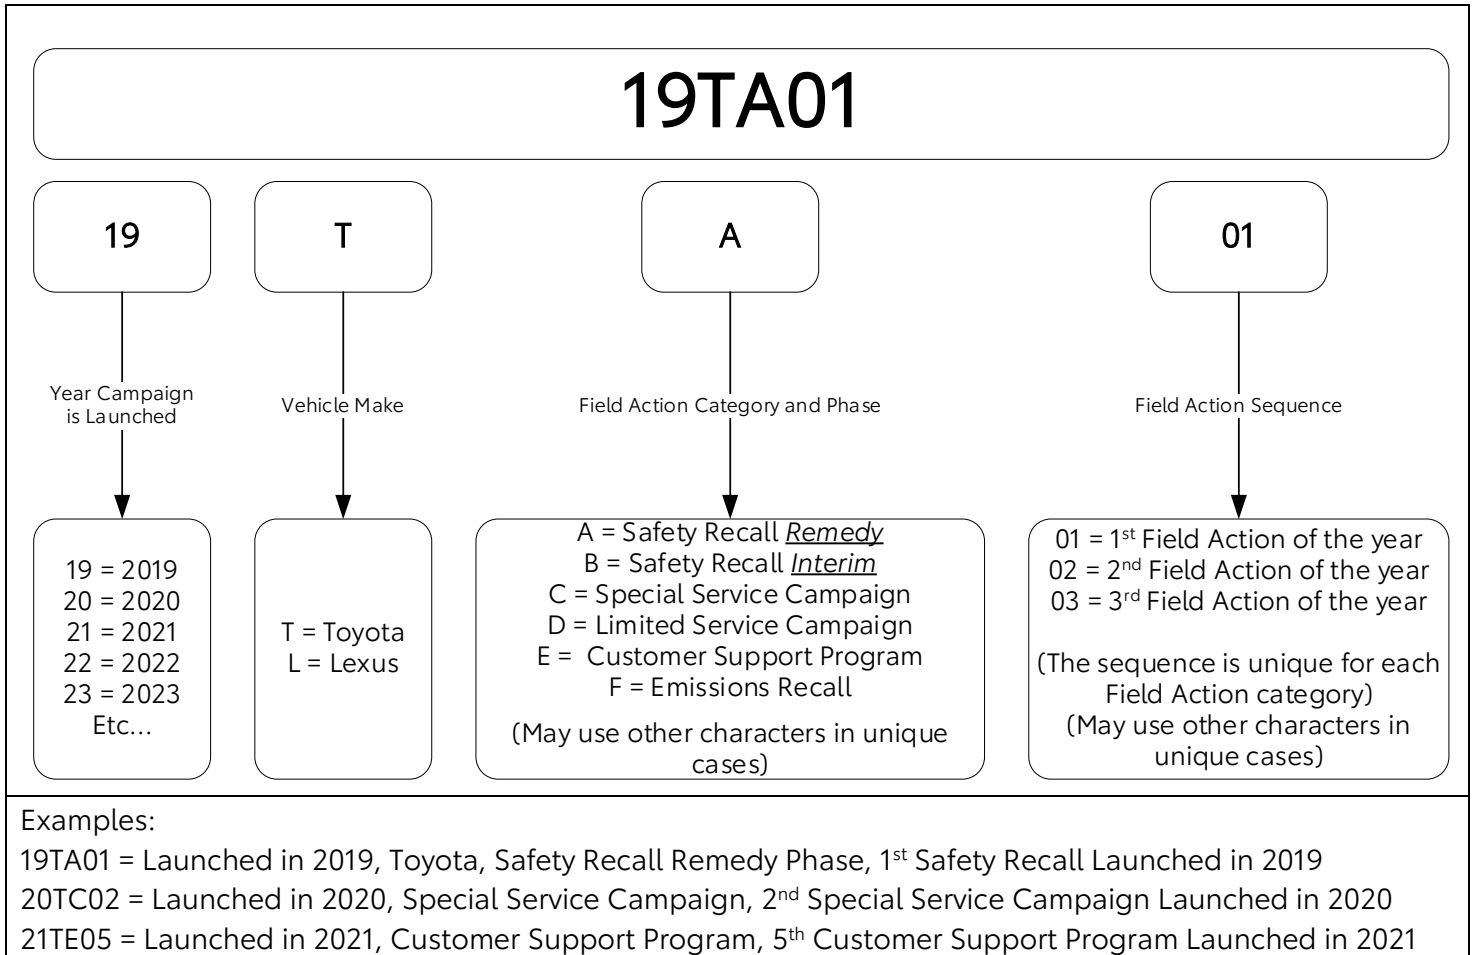 19TA01
19
T
A
01
Year Campaign
is Launched
Vehicle Make
Field Action Category and Phase
Field Action Sequence
19 = 2019
20 = 2020
21 = 2021
22 = 2022
23 = 2023
Etc...
T = Toyota
L = Lexus
A = Safety Recall Remedy
B = Safety Recall Interim
C = Special Service Campaign
D = Limited Service Campaign
E =  Customer Support Program
F = Emissions Recall
(May use other characters in unique
cases)
01 = 1st Field Action of the year
02 = 2nd Field Action of the year
03 = 3rd Field Action of the year
(The sequence is unique for each
Field Action category)
(May use other characters in
unique cases)
Examples:
19TA01 = Launched in 2019, Toyota, Safety Recall Remedy Phase, 1st Safety Recall Launched in 2019
20TC02 = Launched in 2020, Special Service Campaign, 2nd Special Service Campaign Launched in 2020
21TE05 = Launched in 2021, Customer Support Program, 5th Customer Support Program Launched in 2021